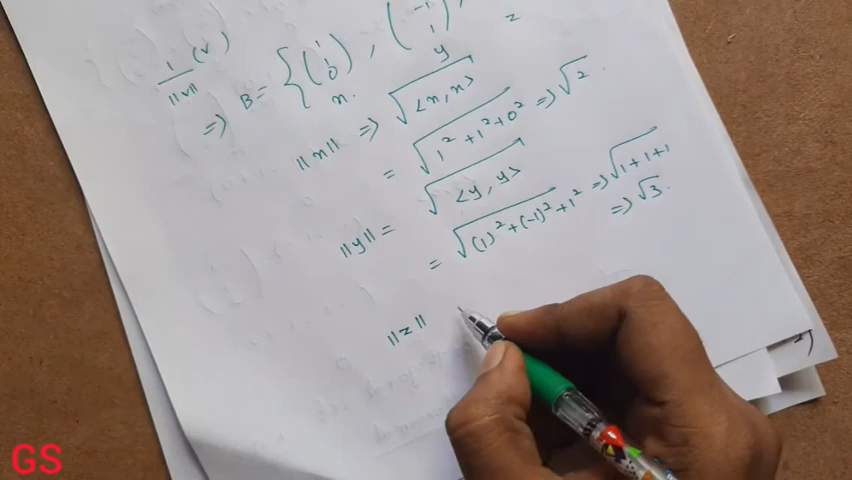 1/||v|| (v)
=> B = { (1 1 0), ( -1 1),
x. y z
||x|| => √<x, x>
= √1² + 1² + 0² => √2.
||y|| = √<y, y>
= √(1)² + (-1)² + 1² => √1+1+1
=> √3.
||z||
2)
GS